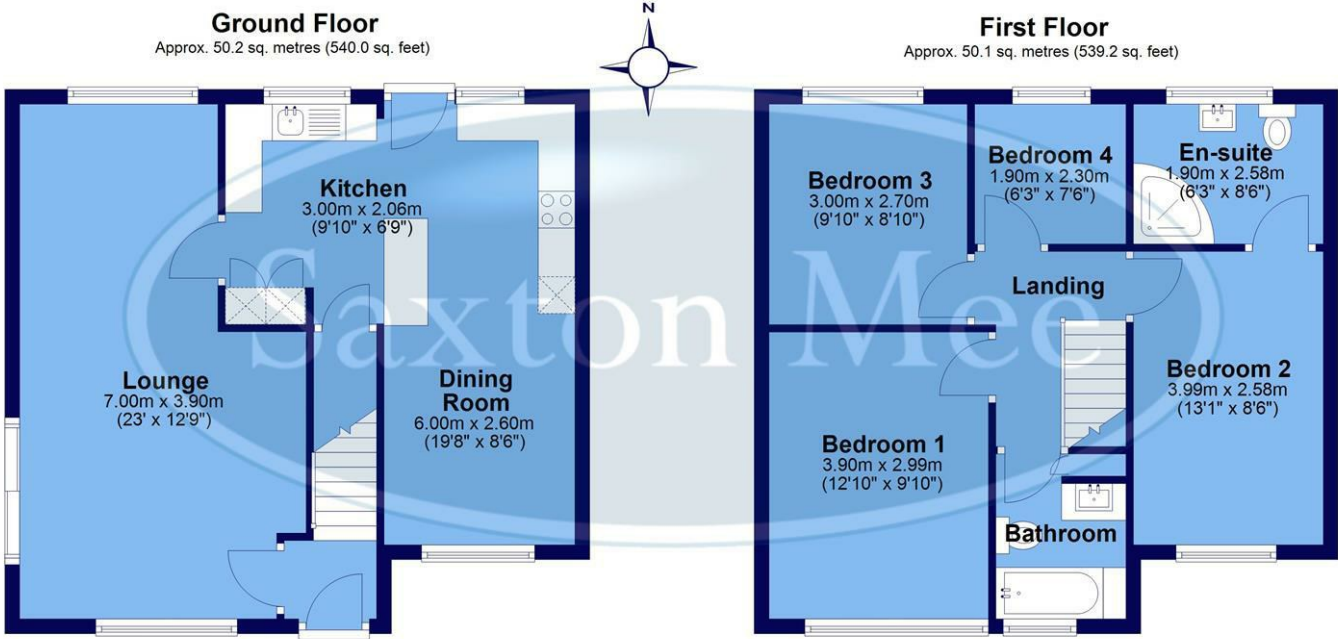 Ground Floor
Approx. 50.2 sq. metres (540.0 sq. feet)
N
First Floor
Approx. 50.1 sq. metres (539.2 sq. feet)
Kitchen
3.00m x 2.06m
(9'10" x 6'9")
Lounge
7.00m x 3.90m
(23' x 12'9")
Dining
Room
6.00m x 2.60m
(19'8" x 8'6")
Bedroom 3
3.00m x 2.70m
(9'10" x 8'10")
Bedroom 4
1.90m x 2.30m
(6'3" x 7'6")
En-suite
1.90m x 2.58m
(6'3" x 8'6")
Landing
Bedroom 2
3.99m x 2.58m
(13'1" x 8'6")
Bedroom 1
3.90m x 2.99m
(12'10" x 9'10")
Bathroom
Saxton Mee